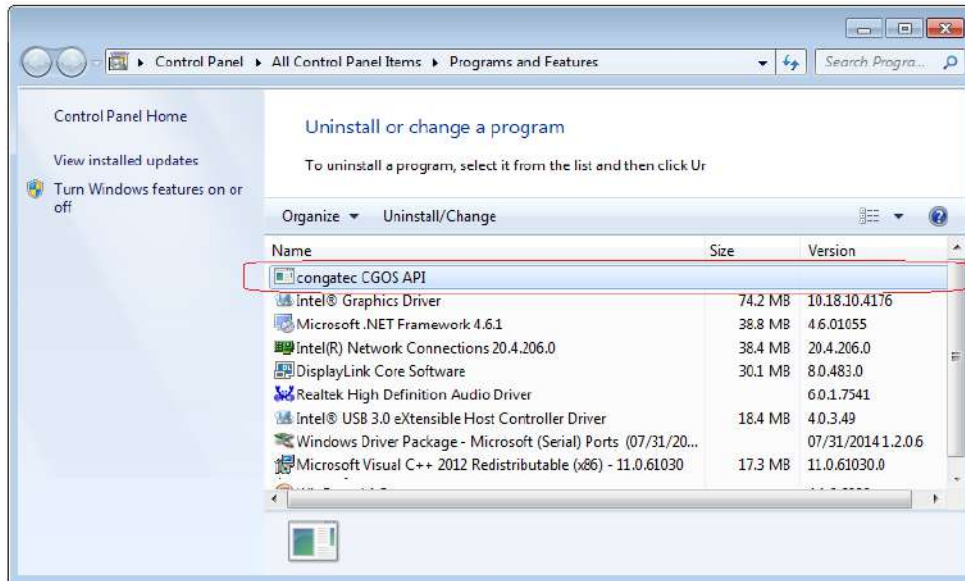 Control Panel ▸ All Control Panel Items ▸ Programs and Features
Search Progra...
Control Panel Home
View installed updates
Turn Windows features on or
off
Uninstall or change a program
To uninstall a program, select it from the list and then click Ur
Organize Uninstall/Change
Name Size Version
congatec CGOS API
Intel® Graphics Driver 74.2 MB 10.18.10.4176
Microsoft .NET Framework 4.6.1 38.8 MB 4.6.01055
Intel(R) Network Connections 20.4.206.0 38.4 MB 20.4.206.0
DisplayLink Core Software 30.1 MB 8.0.483.0
Realtek High Definition Audio Driver 6.0.1.7541
Intel® USB 3.0 eXtensible Host Controller Driver 18.4 MB 4.0.3.49
Windows Driver Package - Microsoft (Serial) Ports (07/31/20... 07/31/2014 1.2.0.6
Microsoft Visual C++ 2012 Redistributable (x86) - 11.0.61030 17.3 MB 11.0.61030.0